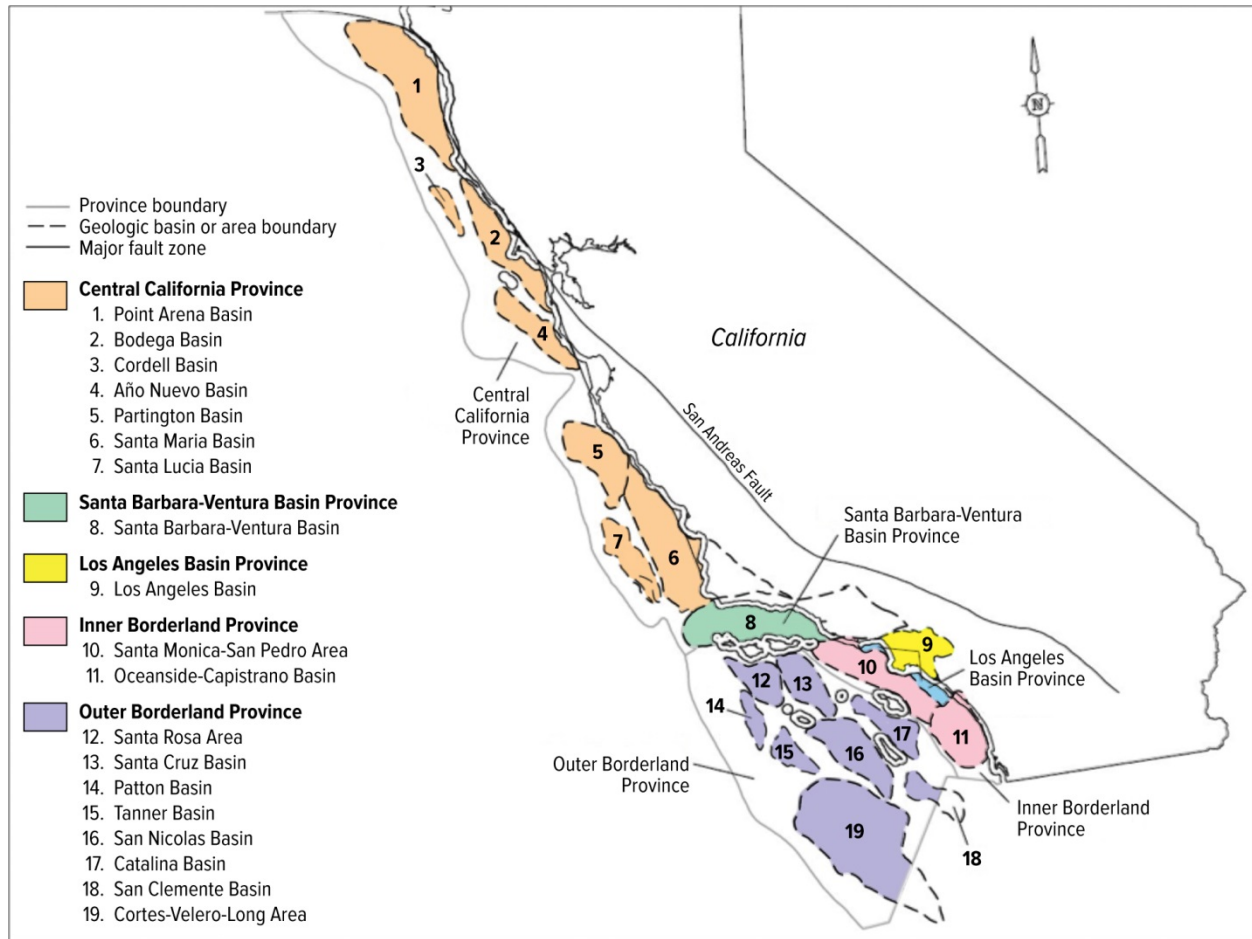 Province boundary
Geologic basin or area boundary
Major fault zone
Central California Province
1. Point Arena Basin
2. Bodega Basin
3. Cordell Basin
4. Año Nuevo Basin
5. Partington Basin
6. Santa Maria Basin
7. Santa Lucia Basin
Santa Barbara-Ventura Basin Province
8. Santa Barbara-Ventura Basin
Los Angeles Basin Province
9. Los Angeles Basin
Inner Borderland Province
10. Santa Monica-San Pedro Area
11. Oceanside-Capistrano Basin
Outer Borderland Province
12. Santa Rosa Area
13. Santa Cruz Basin
14. Patton Basin
15. Tanner Basin
16. San Nicolas Basin
17. Catalina Basin
18. San Clemente Basin
19. Cortes-Velero-Long Area
N
1
3
2
4
California
Central
California
Province
San Andreas Fault
5
7
6
Santa Barbara-Ventura
Basin Province
8
9
10
Los Angeles
Basin Province
12
13
14
17
11
15
16
Outer Borderland
Province
Inner Borderland
Province
19
18